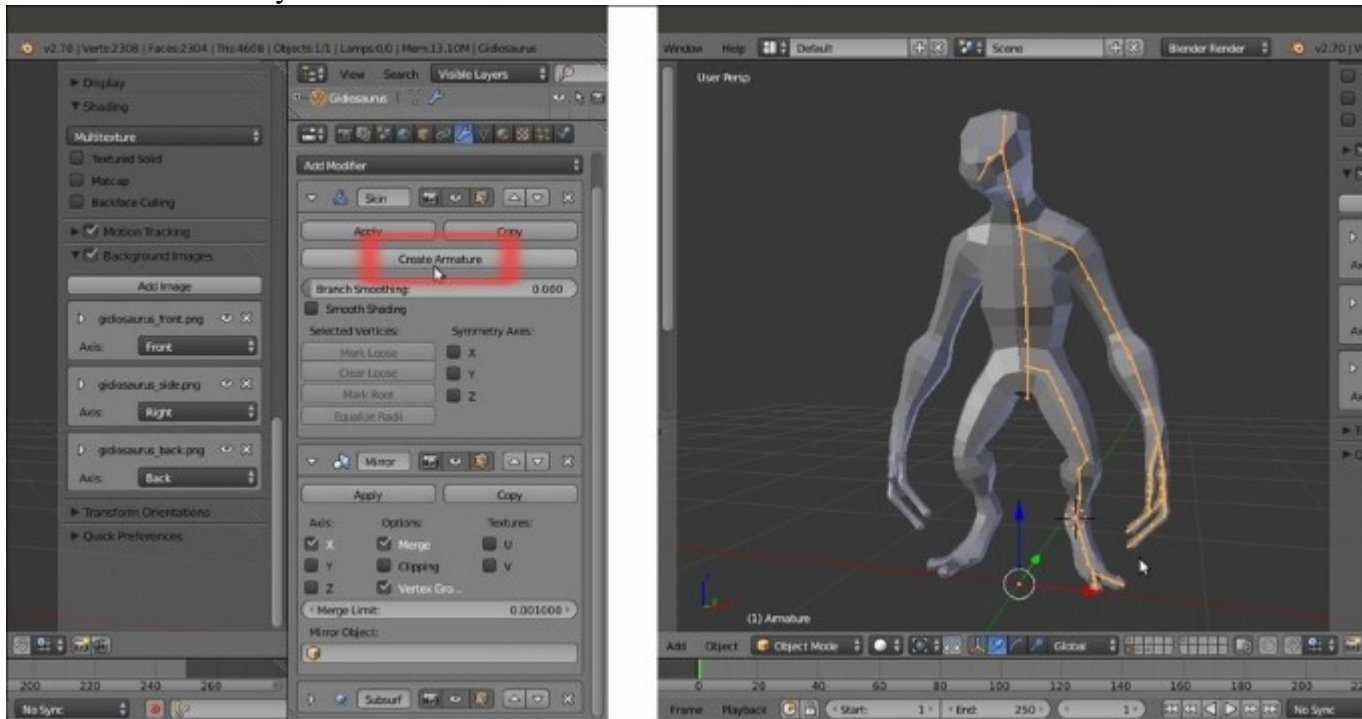 v2.70 | Verts:2308 | Faces:2304 | Tris:4608 | Objects:1/1 | Lamps:0/0 | Mem:13.10M | Gidiosaurus
Display
Shading
Multitexture
Textured Solid
Matcap
Backface Culling
Motion Tracking
Background Images
Add Image
gidiosaurus_front.png
Axis: Front
gidiosaurus_side.png
Axis: Right
gidiosaurus_back.png
Axis: Back
Transform Orientations
Quick Preferences
200 220 240 260
No Sync
View Search Visible Layers
Gidiosaurus
Add Modifier
Skin
Apply Copy
Create Armature
Branch Smoothing: 0.000
Smooth Shading
Selected Vertices: Symmetry Axes:
Mark Loose X
Clear Loose Y
Mark Root Z
Equalize Radii
Mirror
Apply Copy
Axis: Options: Textures:
X Merge U
Y Clipping V
Z Vertex Gro...
Merge Limit: 0.001000
Mirror Object:
Subsurf
Window Help Default Scene Blender Render v2.70 | V
User Persp
(1) Armature
Add Object Object Mode Global
0 20 40 60 80 100 120 140 160 180 200
Frame Playback Start: 1 End: 250 1 No Sync